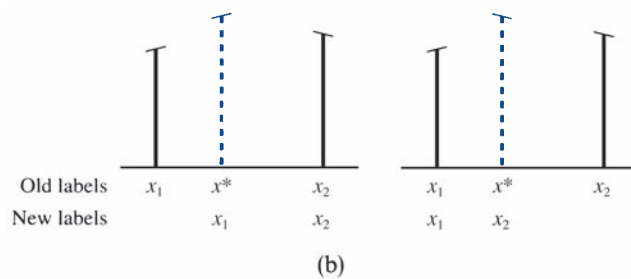 Old labels x₁ x* x₂ x₁ x* x₂
New labels x₁ x₂ x₁ x₂
(b)